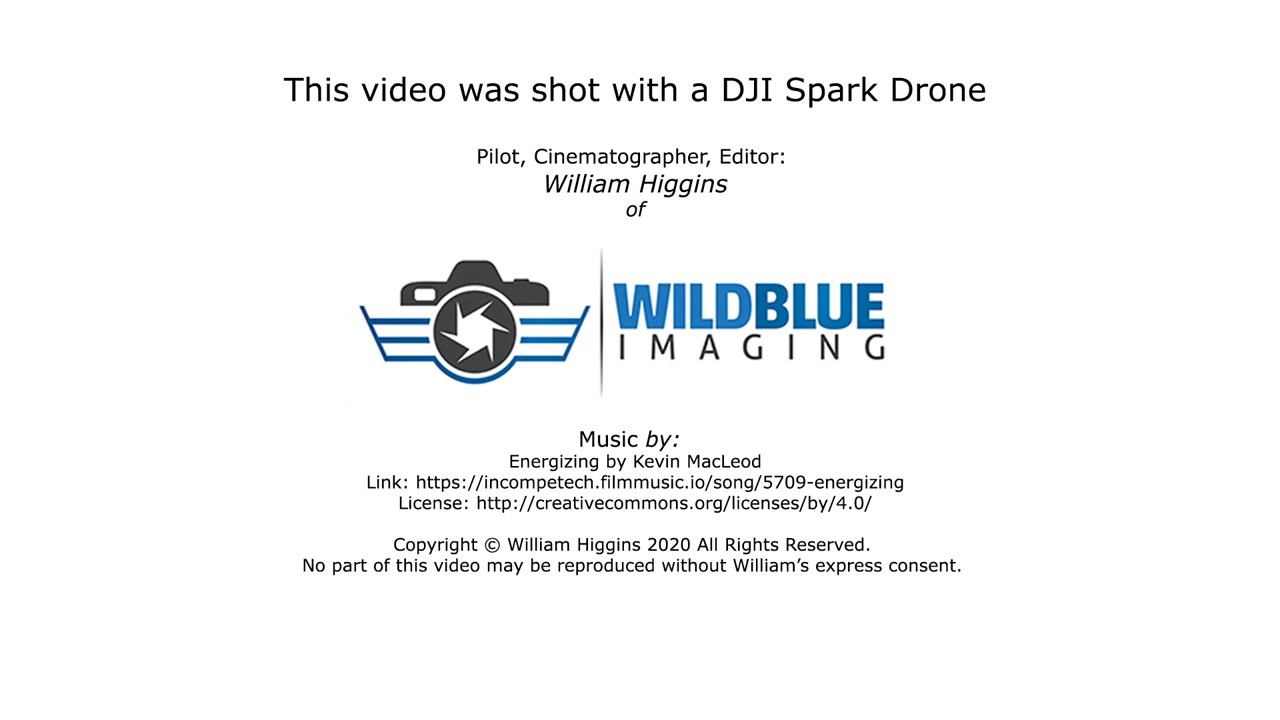 This video was shot with a DJI Spark Drone
Pilot, Cinematographer, Editor:
William Higgins
of
WILDBLUE
IMAGING
Music by:
Energizing by Kevin MacLeod
Link: https://incompetech.filmmusic.io/song/5709-energizing
License: http://creativecommons.org/licenses/by/4.0/
Copyright © William Higgins 2020 All Rights Reserved.
No part of this video may be reproduced without William’s express consent.